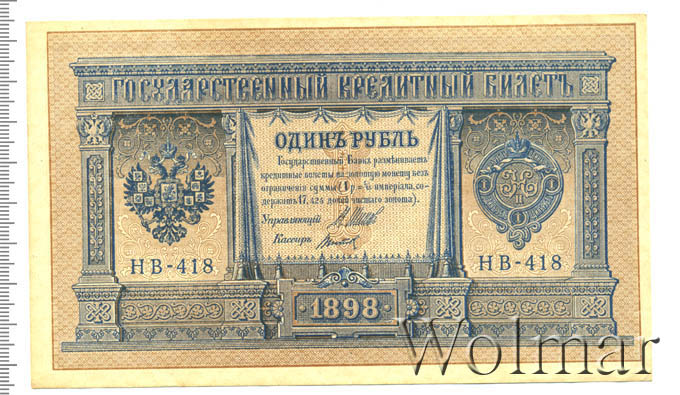 ГОСУДАРСТВЕННЫЙ КРЕДИТНЫЙ БИЛЕТЪ
ОДИНЪ РУБЛЬ
Государственный Банкъ размѣниваетъ
кредитные билеты на золотую монету безъ
ограниченія суммы (1 р. = 1/15 имперіала, со-
держитъ 17,424 долей чистаго золота).
Управляющій
Кассиръ
НВ-418
НВ-418
1898
Wolmar